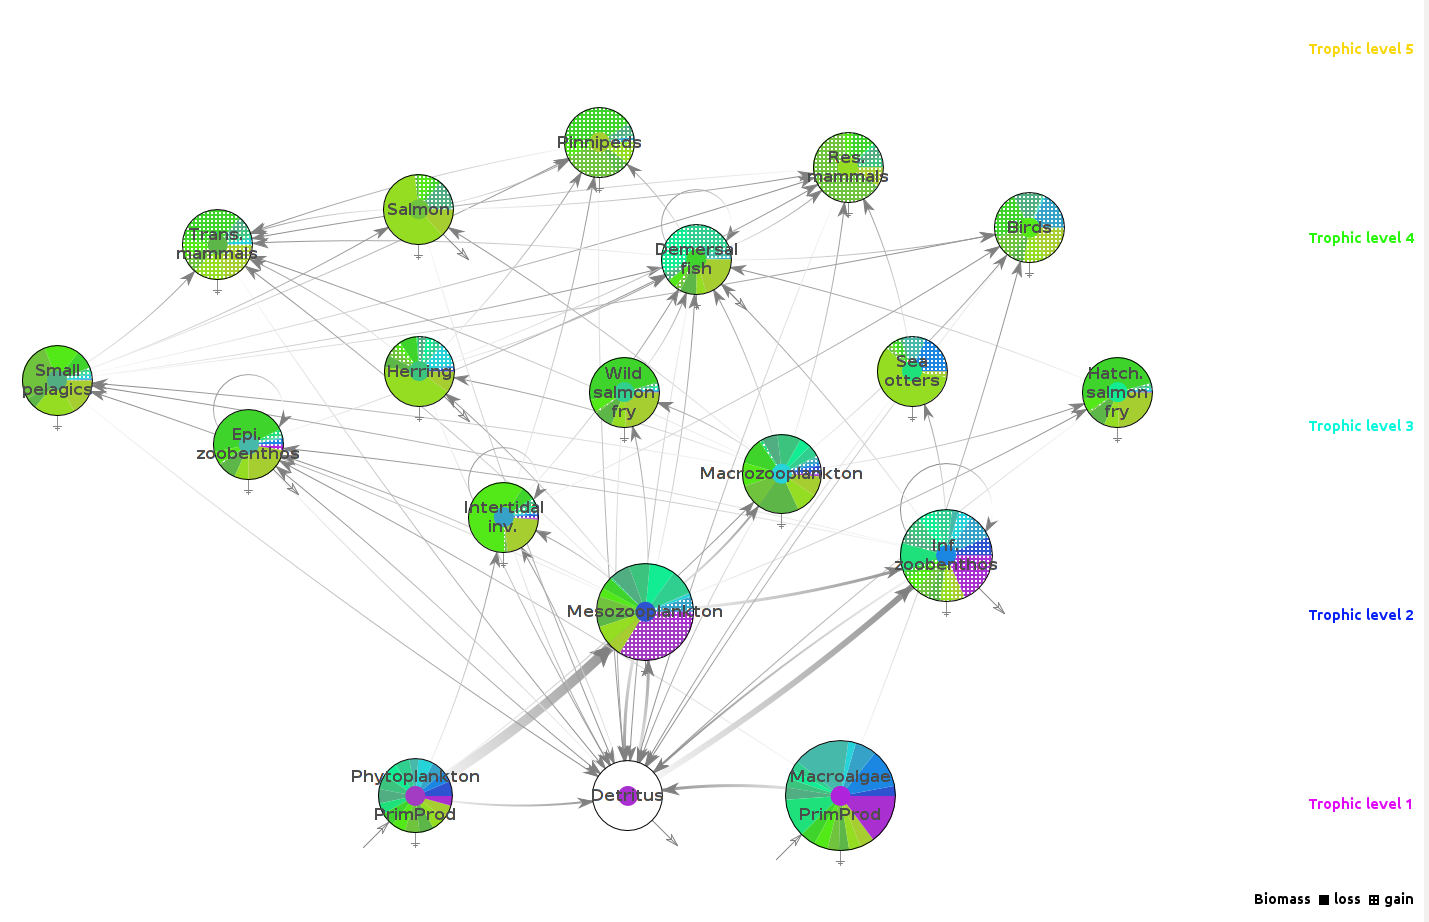 Trophic level 5
Pinnipeds
Res.
mammals
Salmon
Trans.
mammals
Birds
Trophic level 4
Demersal
fish
Small
pelagics
Herring
Wild
salmon
fry
Sea
otters
Hatch.
salmon
fry
Trophic level 3
Epi.
zoobenthos
Macrozooplankton
Intertidal
inv.
Inf.
zoobenthos
Mesozooplankton
Trophic level 2
Phytoplankton
PrimProd
Detritus
Macroalgae
PrimProd
Trophic level 1
Biomass loss gain